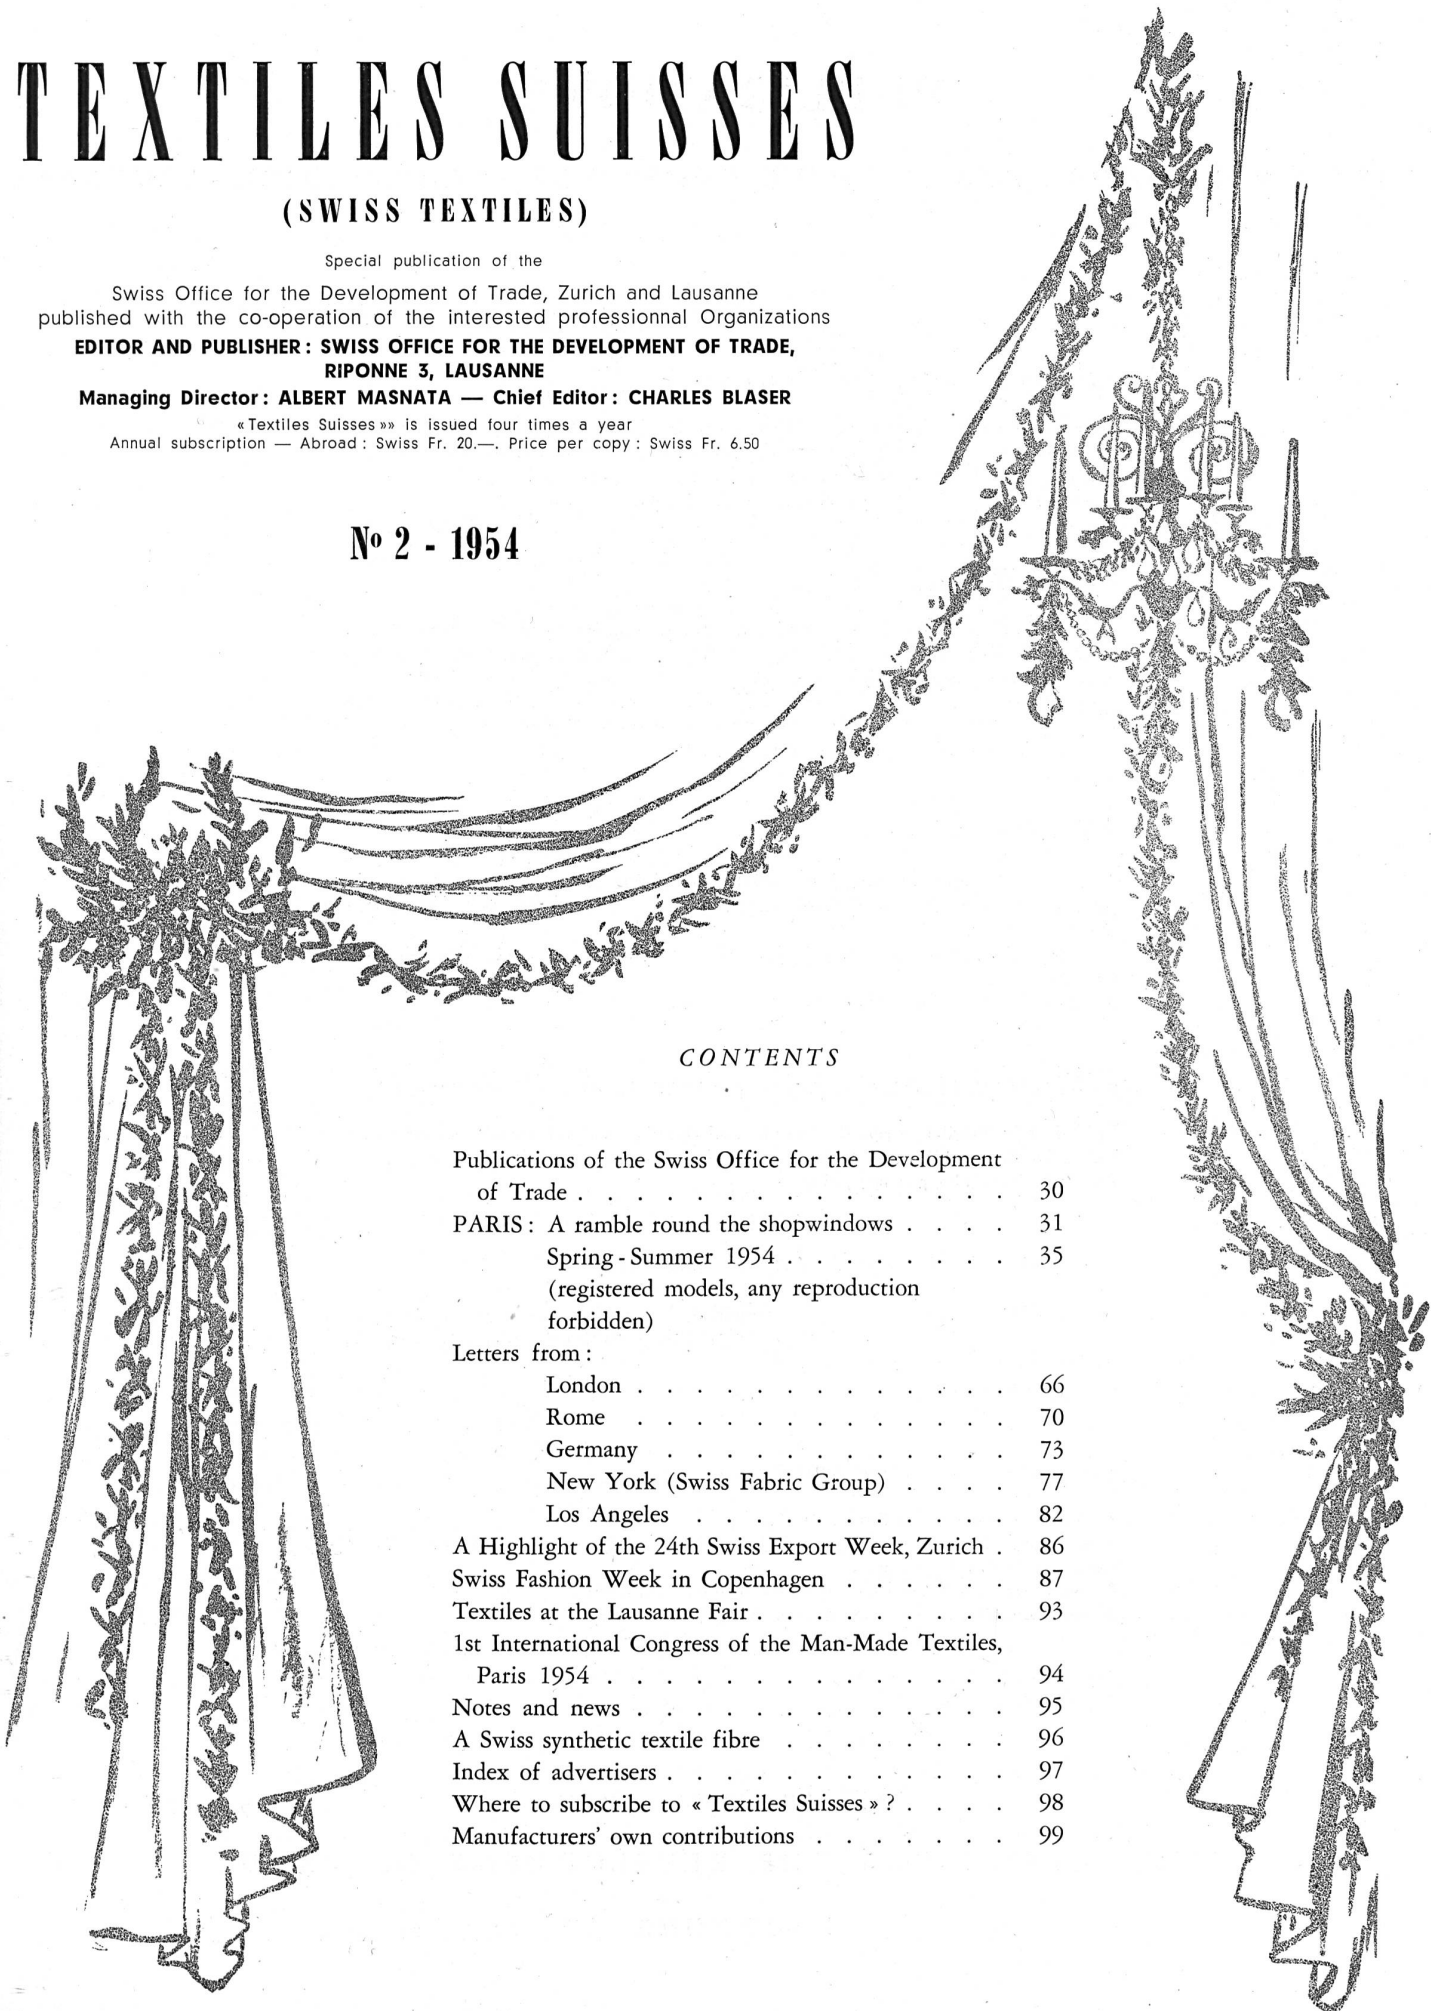 TEXTILES SUISSES
(SWISS TEXTILES)
Special publication of the
Swiss Office for the Development of Trade, Zurich and Lausanne
published with the co-operation of the interested professionnal Organizations
EDITOR AND PUBLISHER: SWISS OFFICE FOR THE DEVELOPMENT OF TRADE,
RIPONNE 3, LAUSANNE
Managing Director: ALBERT MASNATA — Chief Editor: CHARLES BLASER
«Textiles Suisses»» is issued four times a year
Annual subscription — Abroad: Swiss Fr. 20.—. Price per copy: Swiss Fr. 6.50
No 2 - 1954
CONTENTS
Publications of the Swiss Office for the Development
of Trade . . . . . . . . . . . . . . . 30
PARIS: A ramble round the shopwindows . . . . 31
Spring-Summer 1954 . . . . . . . . 35
(registered models, any reproduction
forbidden)
Letters from:
London . . . . . . . . . . . . . 66
Rome . . . . . . . . . . . . . 70
Germany . . . . . . . . . . . . 73
New York (Swiss Fabric Group) . . . . 77
Los Angeles . . . . . . . . . . . 82
A Highlight of the 24th Swiss Export Week, Zurich . 86
Swiss Fashion Week in Copenhagen . . . . . . 87
Textiles at the Lausanne Fair . . . . . . . . . 93
1st International Congress of the Man-Made Textiles,
Paris 1954 . . . . . . . . . . . . . . 94
Notes and news . . . . . . . . . . . . . 95
A Swiss synthetic textile fibre . . . . . . . . 96
Index of advertisers . . . . . . . . . . . . 97
Where to subscribe to « Textiles Suisses » ? . . . . 98
Manufacturers' own contributions . . . . . . . 99